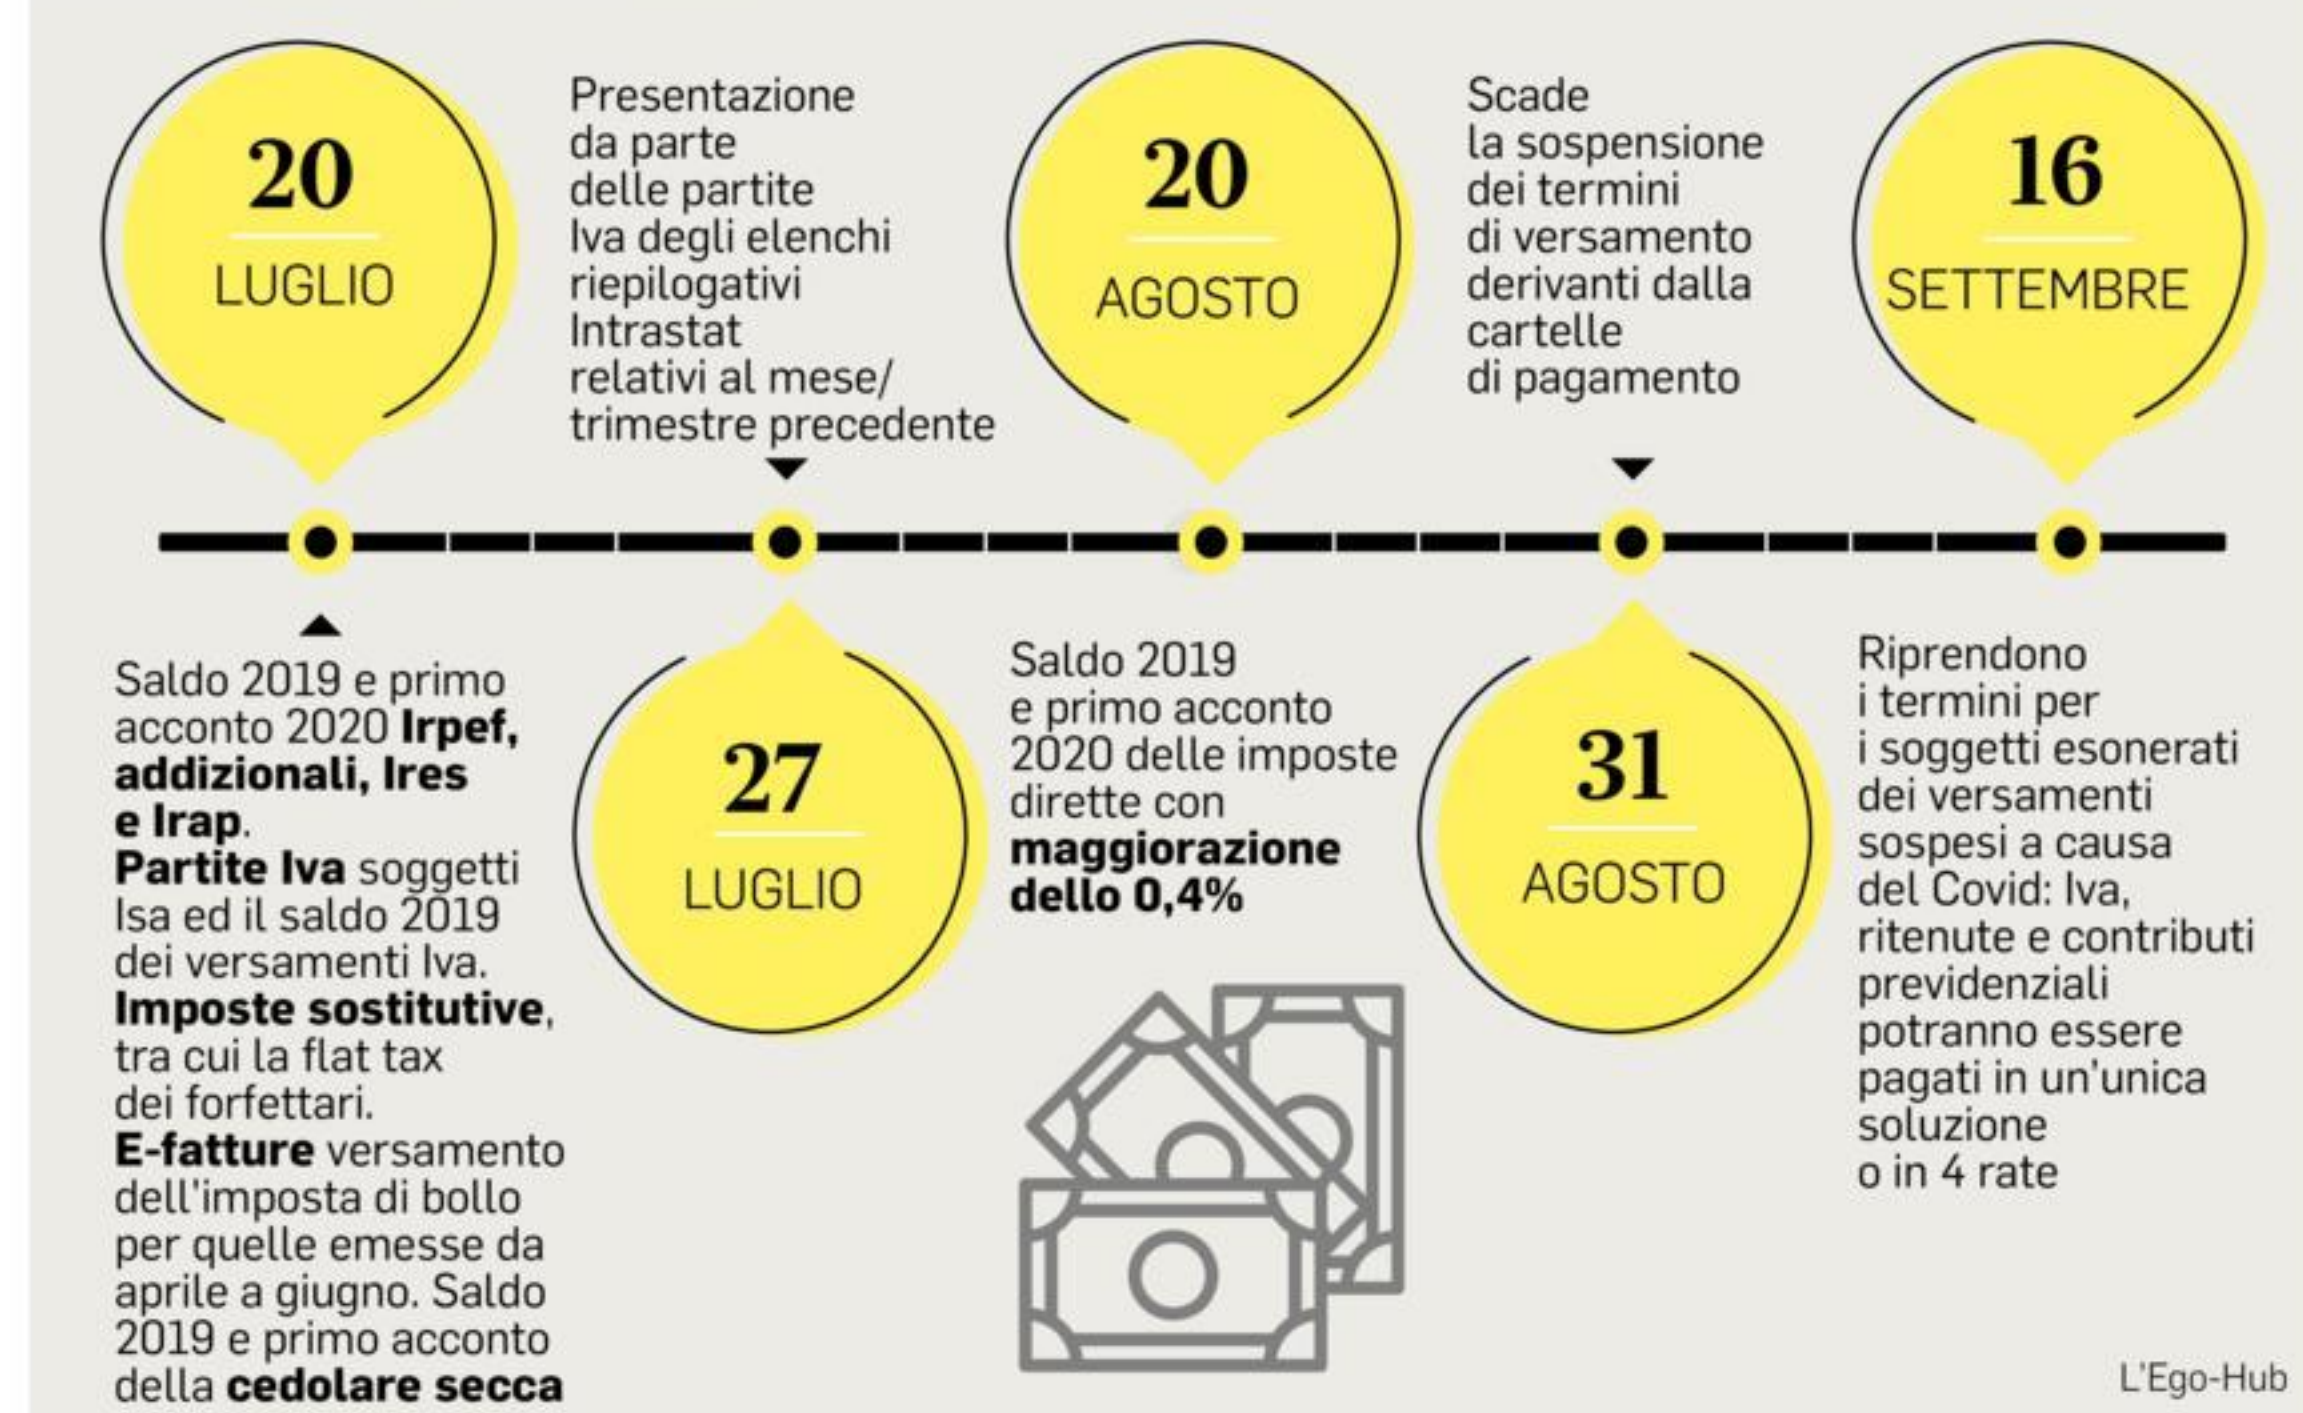 20
LUGLIO
Saldo 2019 e primo
acconto 2020 Irpef,
addizionali, Ires
e Irap.
Partite Iva soggetti
Isa ed il saldo 2019
dei versamenti Iva.
Imposte sostitutive,
tra cui la flat tax
dei forfettari.
E-fatture versamento
dell'imposta di bollo
per quelle emesse da
aprile a giugno. Saldo
2019 e primo acconto
della cedolare secca
Presentazione
da parte
delle partite
Iva degli elenchi
riepilogativi
Intrastat
relativi al mese/
trimestre precedente
27
LUGLIO
20
AGOSTO
Saldo 2019
e primo acconto
2020 delle imposte
dirette con
maggiorazione
dello 0,4%
Scade
la sospensione
dei termini
di versamento
derivanti dalla
cartelle
di pagamento
31
AGOSTO
16
SETTEMBRE
Riprendono
i termini per
i soggetti esonerati
dei versamenti
sospesi a causa
del Covid: Iva,
ritenute e contributi
previdenziali
potranno essere
pagati in un'unica
soluzione
o in 4 rate
L'Ego-Hub